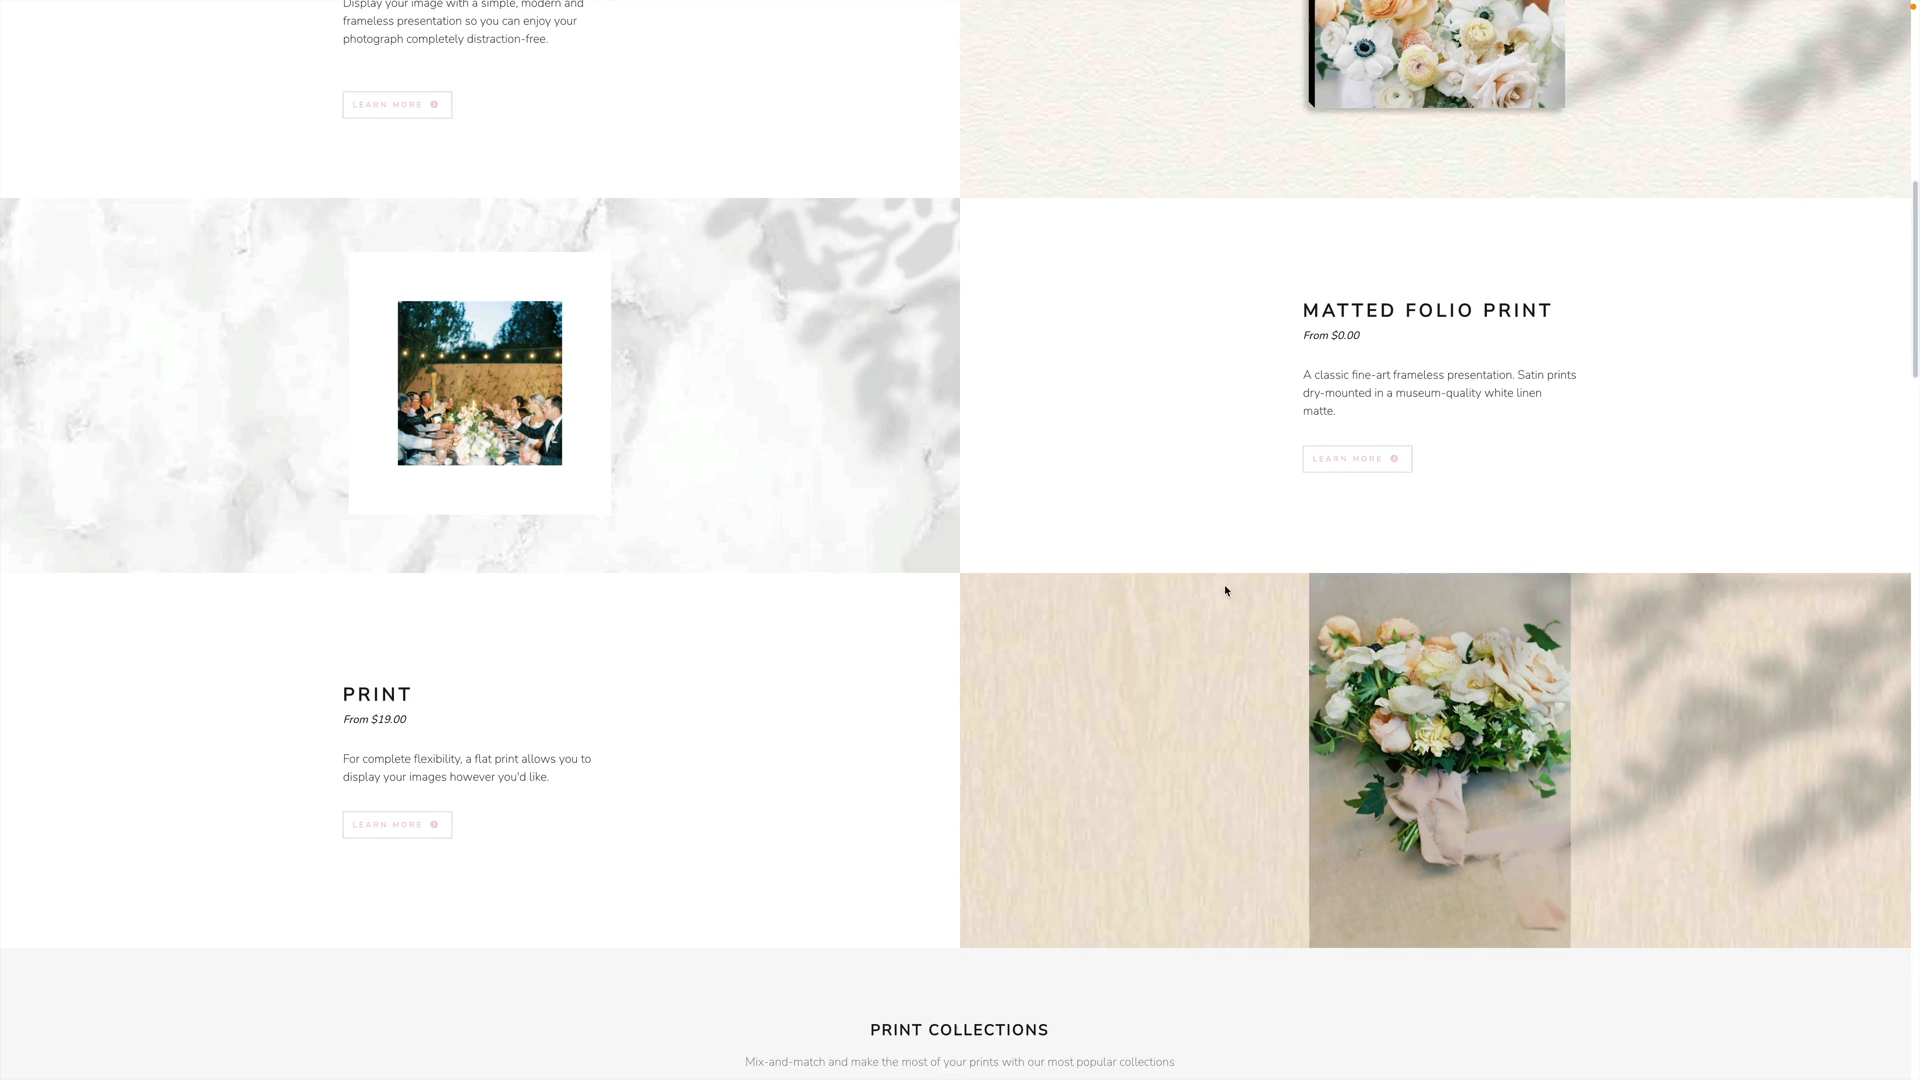 Display your image with a simple, modern and
frameless presentation so you can enjoy your
photograph completely distraction-free.
LEARN MORE
MATTED FOLIO PRINT
From $0.00
A classic fine-art frameless presentation. Satin prints
dry-mounted in a museum-quality white linen
matte.
LEARN MORE
PRINT
From $19.00
For complete flexibility, a flat print allows you to
display your images however you'd like.
LEARN MORE
PRINT COLLECTIONS
Mix-and-match and make the most of your prints with our most popular collections